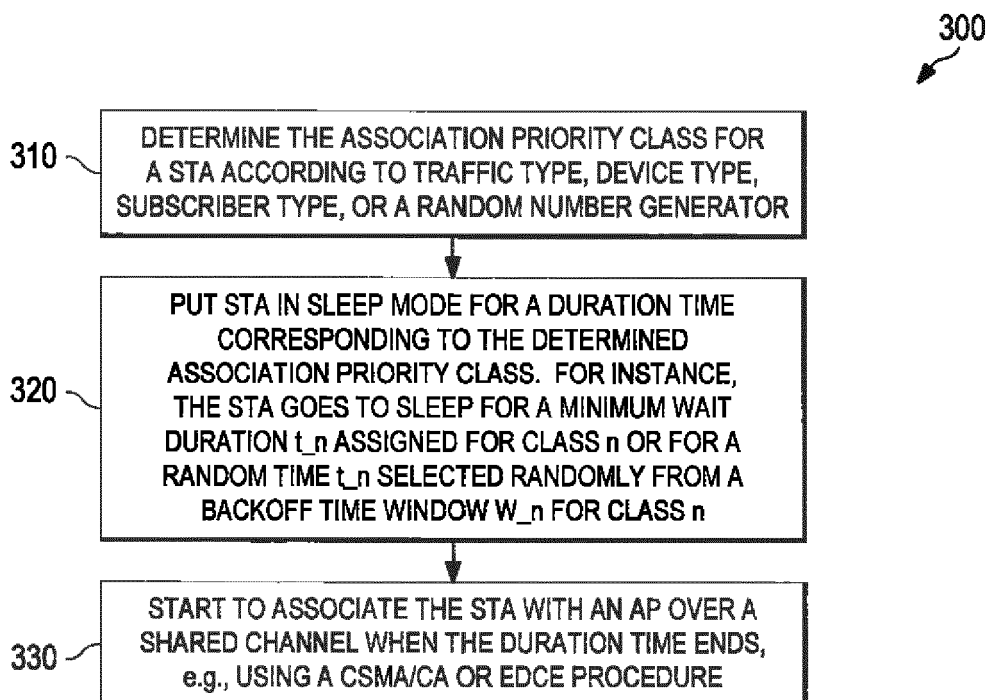 300
310
DETERMINE THE ASSOCIATION PRIORITY CLASS FOR
A STA ACCORDING TO TRAFFIC TYPE, DEVICE TYPE,
SUBSCRIBER TYPE, OR A RANDOM NUMBER GENERATOR
320
PUT STA IN SLEEP MODE FOR A DURATION TIME
CORRESPONDING TO THE DETERMINED
ASSOCIATION PRIORITY CLASS. FOR INSTANCE,
THE STA GOES TO SLEEP FOR A MINIMUM WAIT
DURATION t_n ASSIGNED FOR CLASS n OR FOR A
RANDOM TIME t_n SELECTED RANDOMLY FROM A
BACKOFF TIME WINDOW W_n FOR CLASS n
330
START TO ASSOCIATE THE STA WITH AN AP OVER A
SHARED CHANNEL WHEN THE DURATION TIME ENDS,
e.g., USING A CSMA/CA OR EDCE PROCEDURE